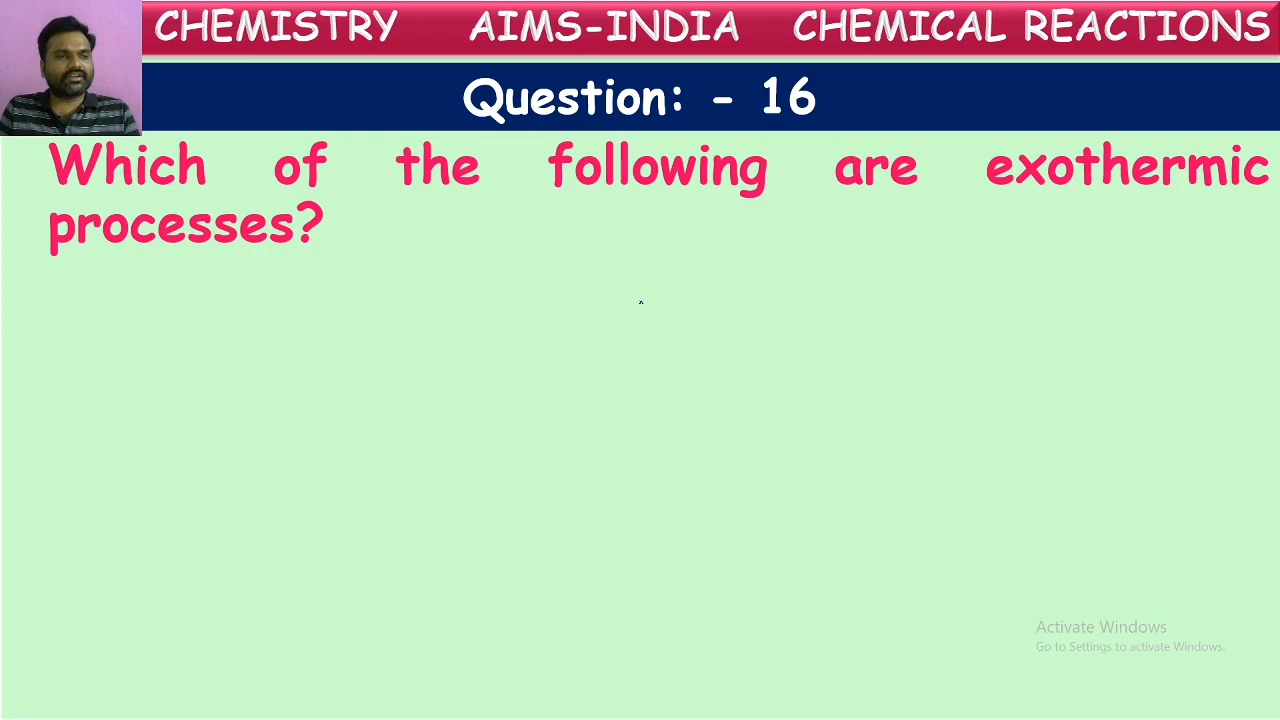 CHEMISTRY AIMS-INDIA CHEMICAL REACTIONS
Question: - 16
Which of the following are exothermic
processes?
Activate Windows
Go to Settings to activate Windows.